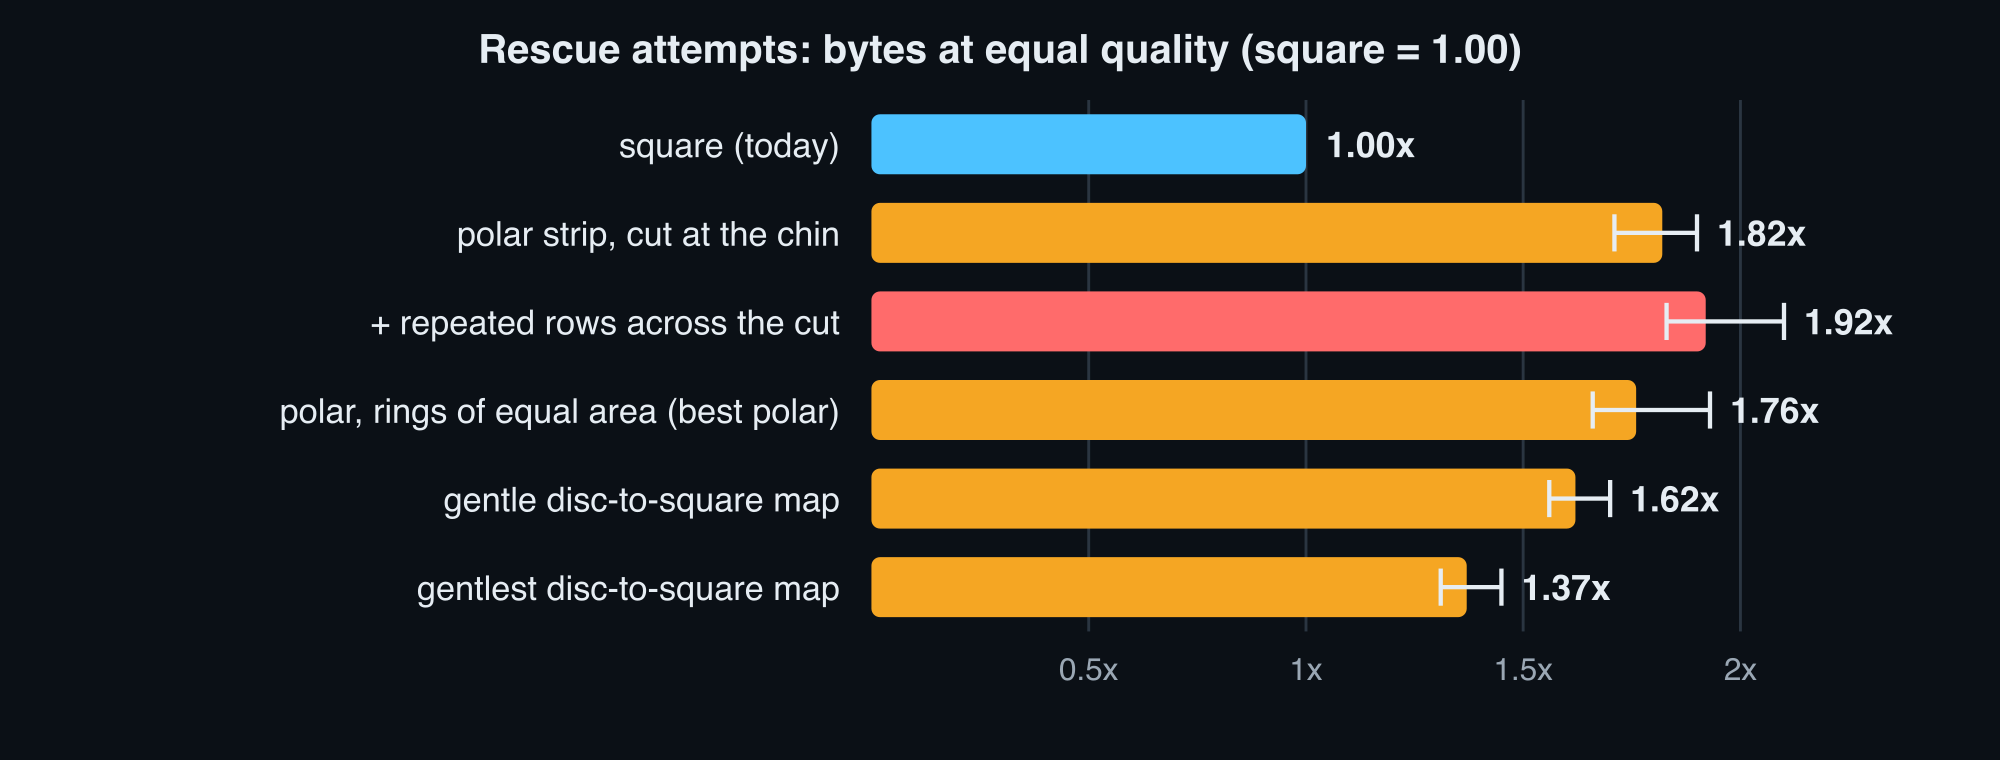 Rescue attempts: bytes at equal quality (square = 1.00)
square (today) 1.00x
polar strip, cut at the chin 1.82x
+ repeated rows across the cut 1.92x
polar, rings of equal area (best polar) 1.76x
gentle disc-to-square map 1.62x
gentlest disc-to-square map 1.37x
0.5x 1x 1.5x 2x